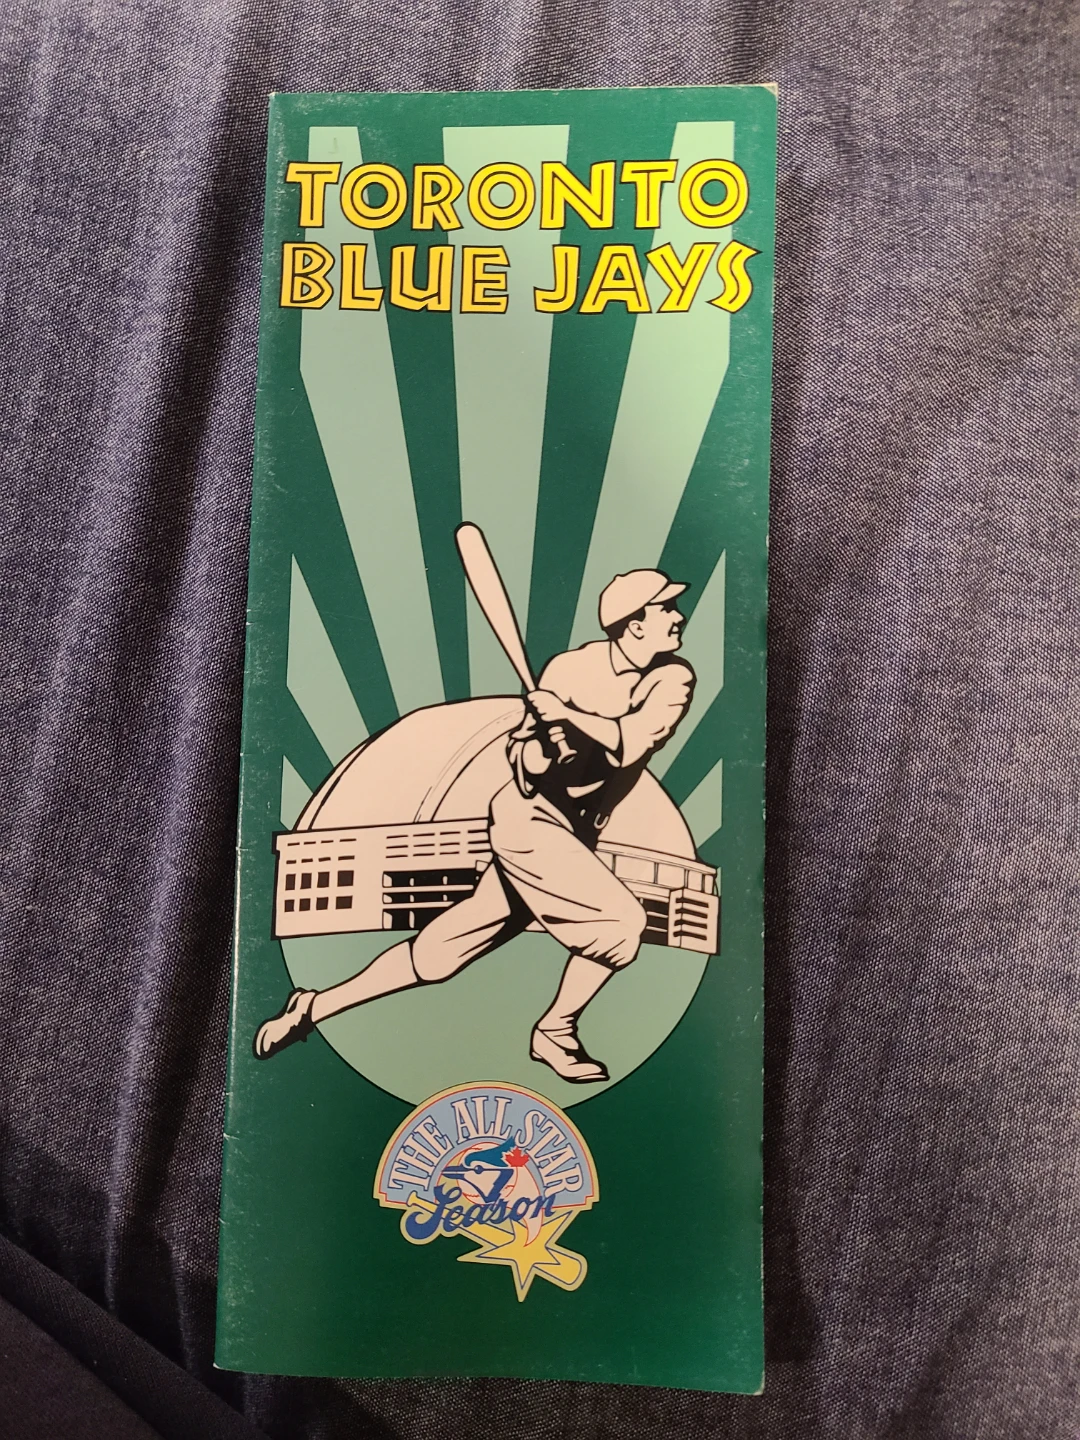 TORONTO
BLUE JAYS
THE ALL STAR
Season